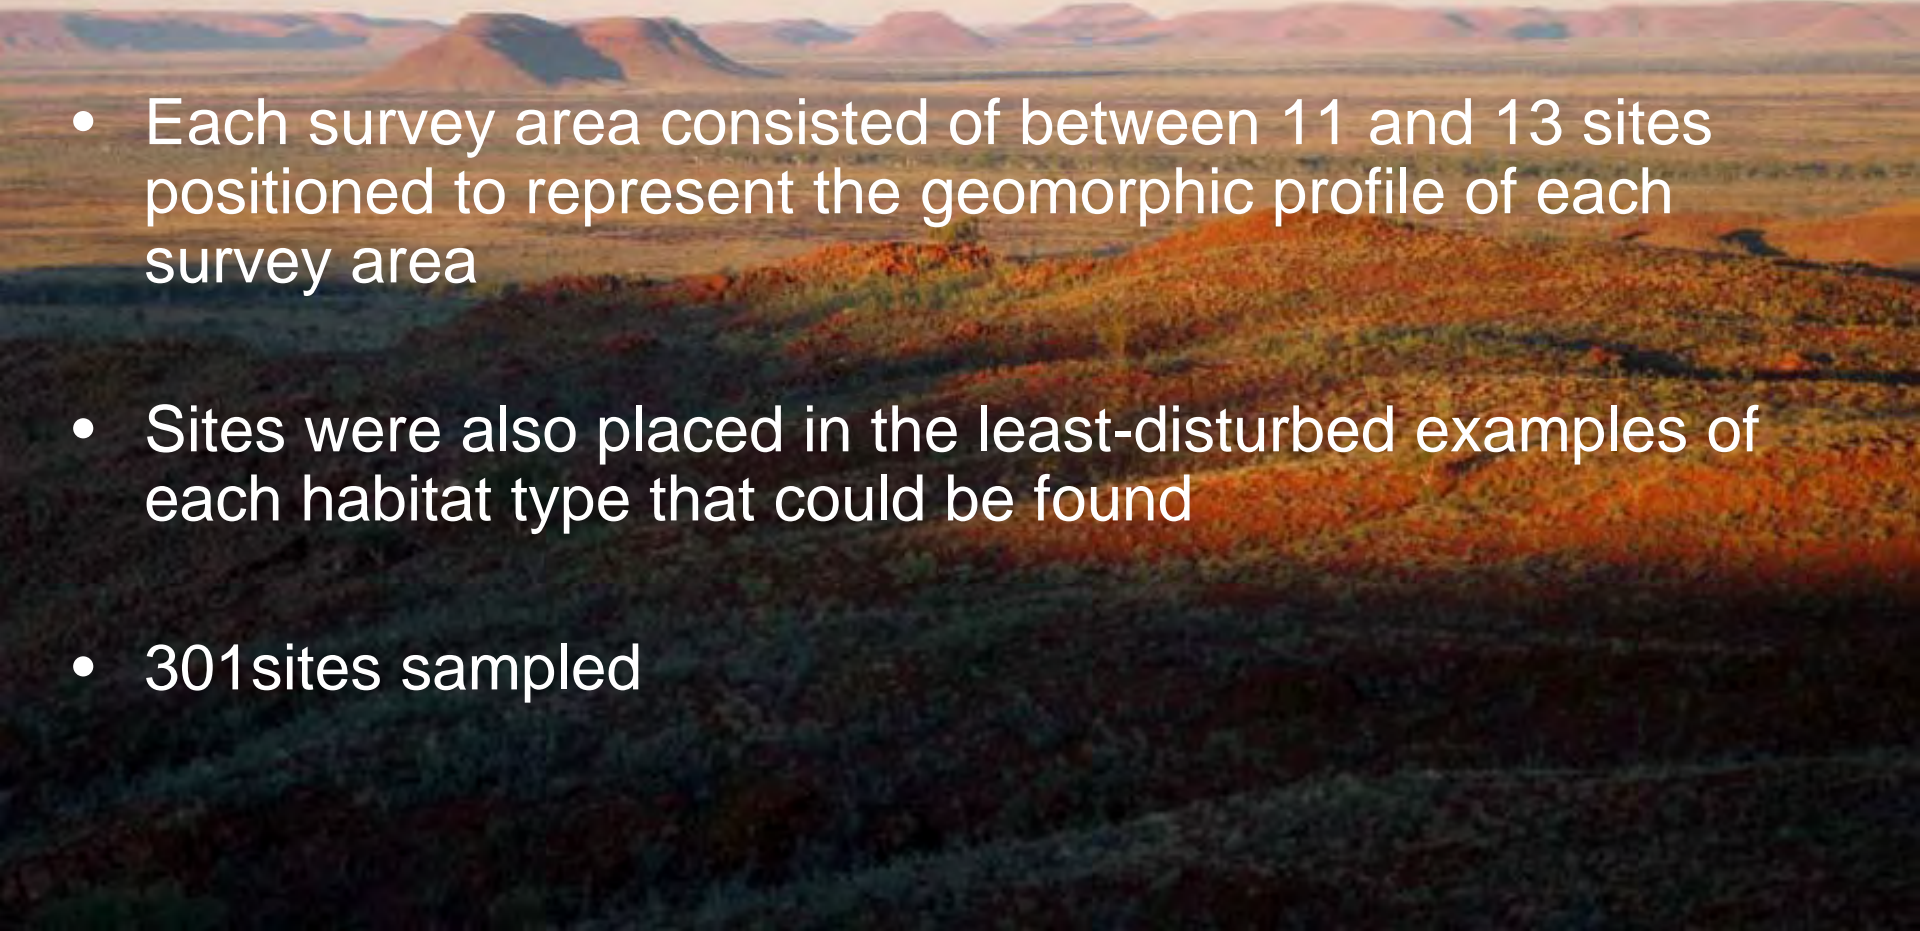 • Each survey area consisted of between 11 and 13 sites
positioned to represent the geomorphic profile of each
survey area
• Sites were also placed in the least-disturbed examples of
each habitat type that could be found
• 301sites sampled